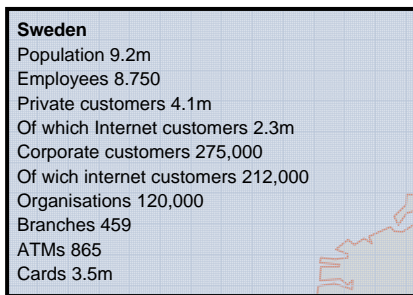 Sweden
Population 9.2m
Employees 8.750
Private customers 4.1m
Of which Internet customers 2.3m
Corporate customers 275,000
Of wich internet customers 212,000
Organisations 120,000
Branches 459
ATMs 865
Cards 3.5m